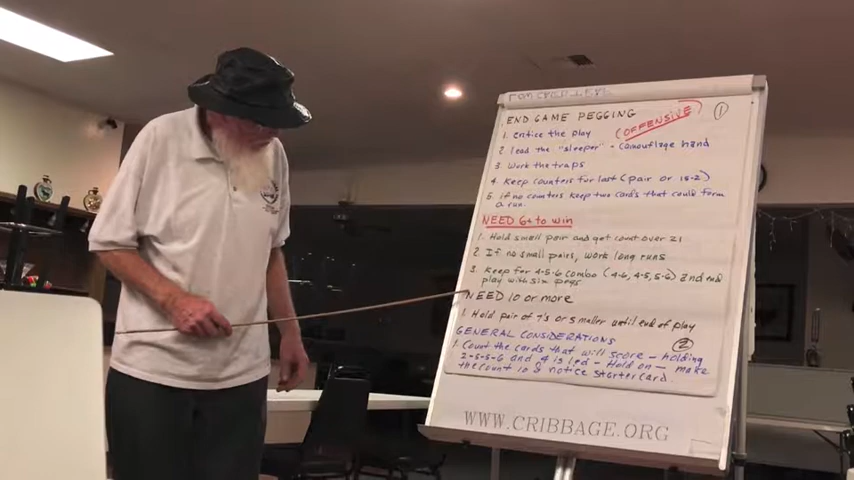 END GAME PEGGING
(OFFENSIVE
①
1. Entice the play
2. lead the "sleeper" - Camouflage hand
3. Work the traps
4. Keep counters for last (pair or 15-2)
5. if no counters keep two cards that could form
a run.
NEED 6+ to win
1. Hold small pair and get count over 21
2. If no small pairs, work long runs
3. Keep for 4-5-6 combo (4-6, 4-5, 5-6) 2nd end
play with six pegs
NEED 10 or more
1. Hold pair of 7's or smaller until end of play
GENERAL CONSIDERATIONS
②
1. Count the cards that will score - holding
2-5-5-6 and 4 is led - Hold on - make
the count 10 & notice starter card
WWW.CRIBBAGE.ORG